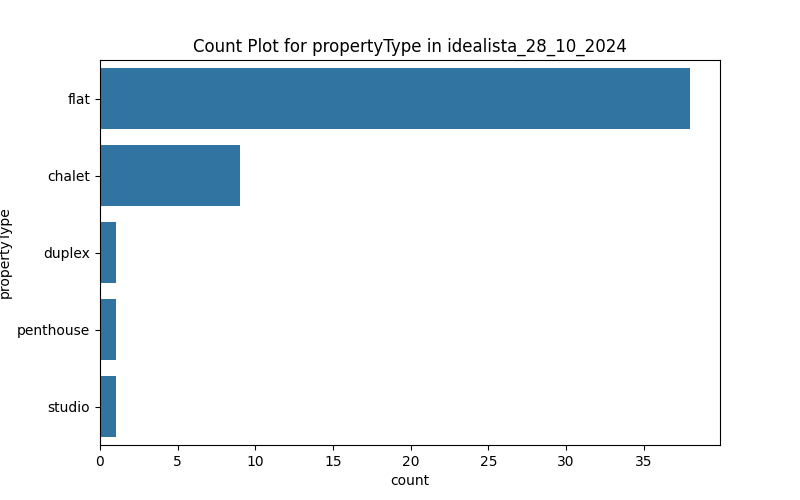 Count Plot for propertyType in idealista_28_10_2024
propertyType
flat
chalet
duplex
penthouse
studio
0 5 10 15 20 25 30 35
count